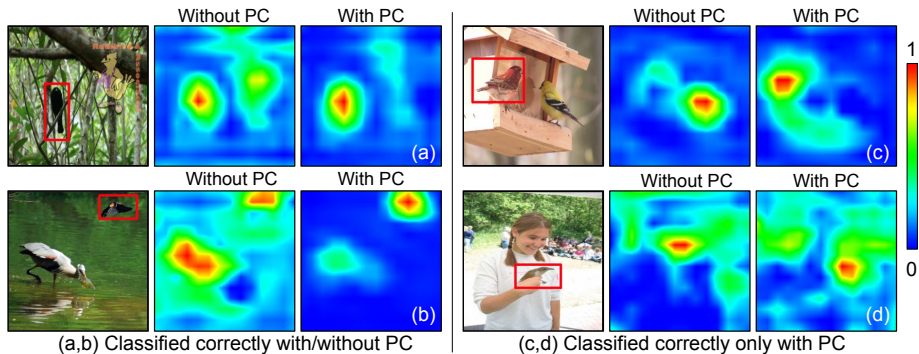 Without PC With PC Without PC With PC
(a) (c)
1
Without PC With PC Without PC With PC
0
(b) (d)
(a,b) Classified correctly with/without PC (c,d) Classified correctly only with PC